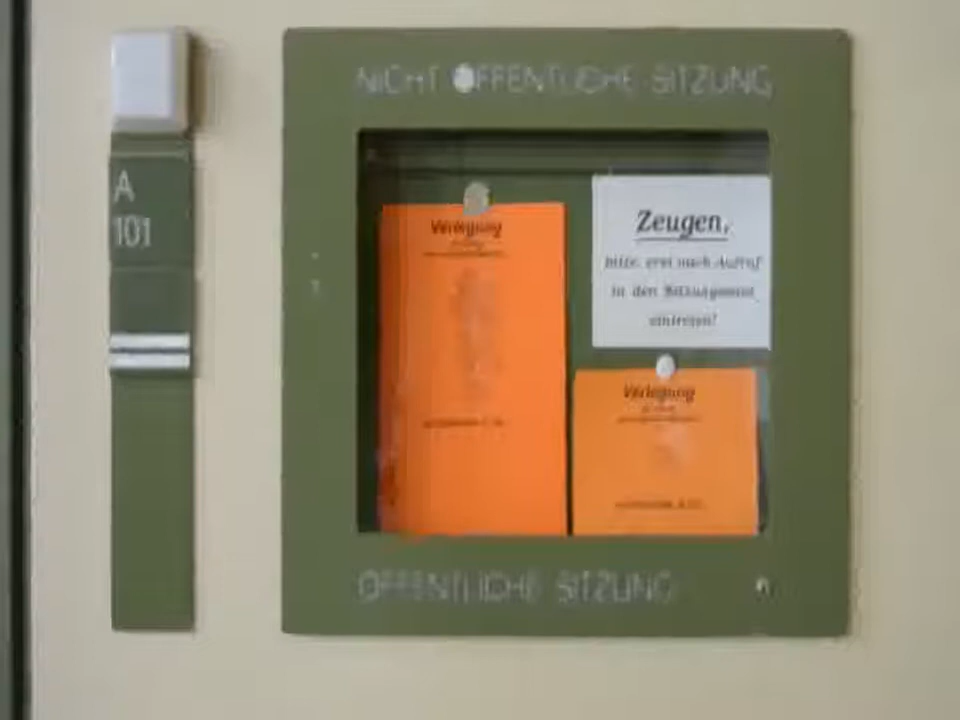 NICHT ÖFFENTLICHE SITZUNG
A
101
Verlegung
Zeugen,
bitte erst nach Aufruf
in den Sitzungssaal
eintreten!
Verlegung
ÖFFENTLICHE SITZUNG